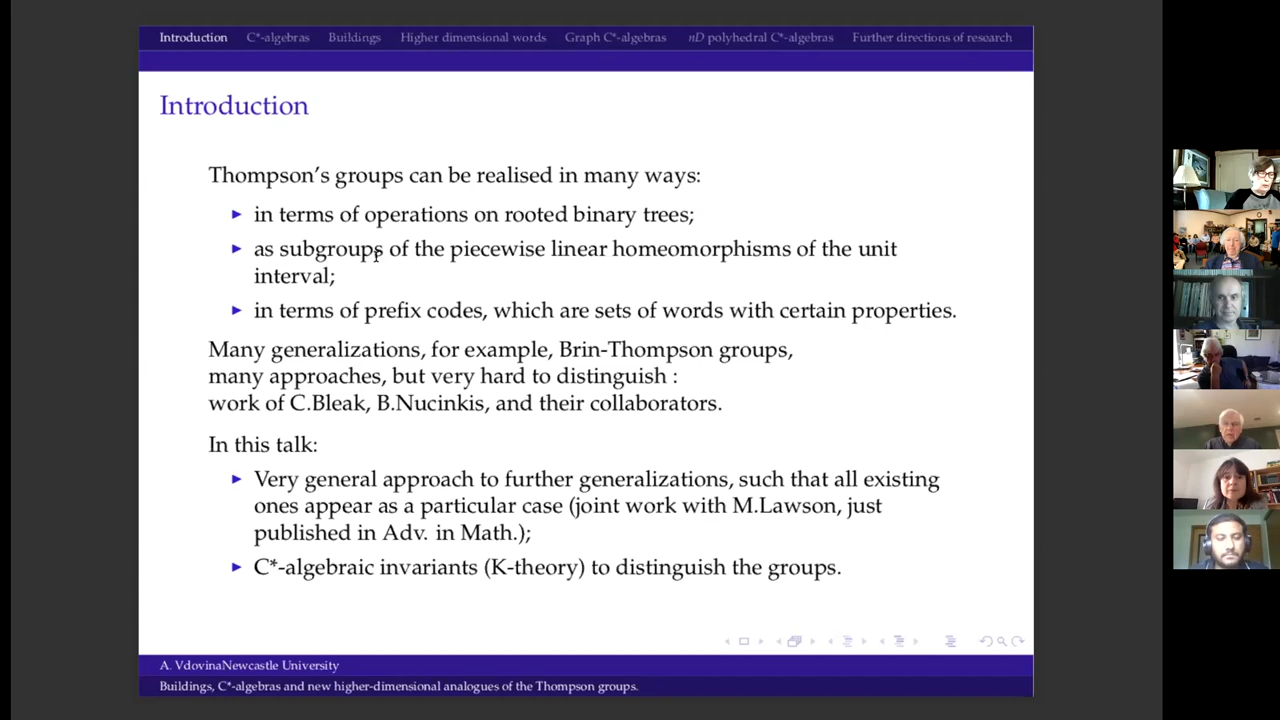 Introduction C*-algebras Buildings Higher dimensional words Graph C*-algebras nD polyhedral C*-algebras Further directions of research
Introduction
Thompson's groups can be realised in many ways:
▶ in terms of operations on rooted binary trees;
▶ as subgroups of the piecewise linear homeomorphisms of the unit
interval;
▶ in terms of prefix codes, which are sets of words with certain properties.
Many generalizations, for example, Brin-Thompson groups,
many approaches, but very hard to distinguish :
work of C.Bleak, B.Nucinkis, and their collaborators.
In this talk:
▶ Very general approach to further generalizations, such that all existing
ones appear as a particular case (joint work with M.Lawson, just
published in Adv. in Math.);
▶ C*-algebraic invariants (K-theory) to distinguish the groups.
A. VdovinaNewcastle University
Buildings, C*-algebras and new higher-dimensional analogues of the Thompson groups.